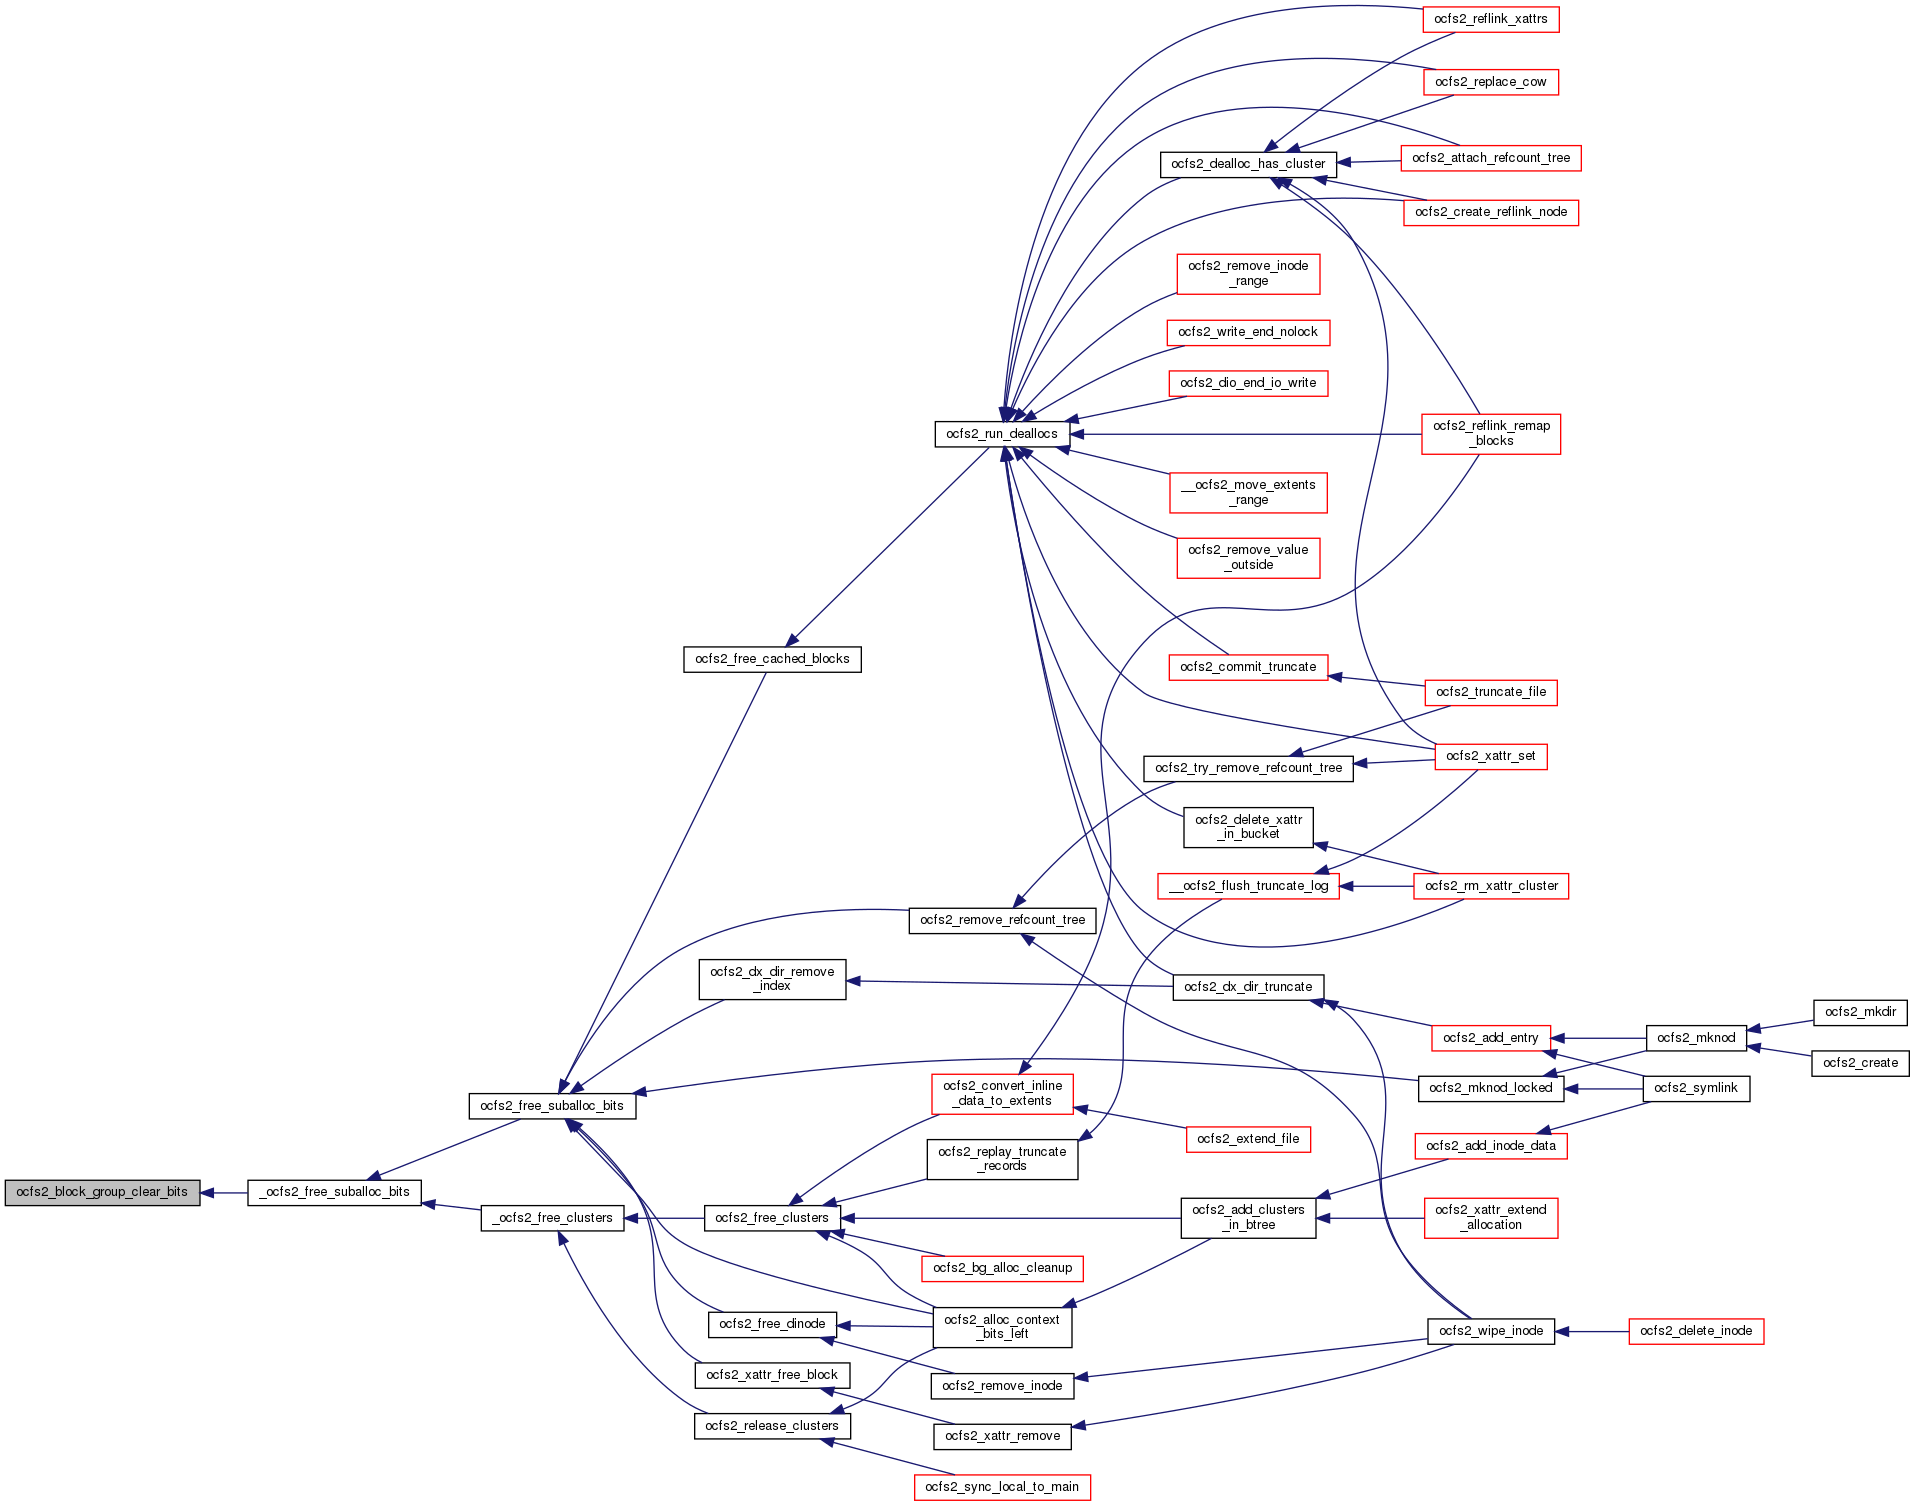 ocfs2_reflink_xattrs
ocfs2_replace_cow
ocfs2_dealloc_has_cluster
ocfs2_attach_refcount_tree
ocfs2_create_reflink_node
ocfs2_remove_inode
_range
ocfs2_write_end_nolock
ocfs2_dio_end_io_write
ocfs2_run_deallocs
ocfs2_reflink_remap
_blocks
__ocfs2_move_extents
_range
ocfs2_remove_value
_outside
ocfs2_free_cached_blocks
ocfs2_commit_truncate
ocfs2_truncate_file
ocfs2_try_remove_refcount_tree
ocfs2_xattr_set
ocfs2_delete_xattr
_in_bucket
__ocfs2_flush_truncate_log
ocfs2_rm_xattr_cluster
ocfs2_remove_refcount_tree
ocfs2_dx_dir_remove
_index
ocfs2_dx_dir_truncate
ocfs2_mkdir
ocfs2_add_entry
ocfs2_mknod
ocfs2_create
ocfs2_convert_inline
_data_to_extents
ocfs2_mknod_locked
ocfs2_symlink
ocfs2_free_suballoc_bits
ocfs2_extend_file
ocfs2_add_inode_data
ocfs2_replay_truncate
_records
ocfs2_block_group_clear_bits
_ocfs2_free_suballoc_bits
_ocfs2_free_clusters
ocfs2_free_clusters
ocfs2_add_clusters
_in_btree
ocfs2_xattr_extend
_allocation
ocfs2_bg_alloc_cleanup
ocfs2_free_dinode
ocfs2_alloc_context
_bits_left
ocfs2_wipe_inode
ocfs2_delete_inode
ocfs2_xattr_free_block
ocfs2_remove_inode
ocfs2_release_clusters
ocfs2_xattr_remove
ocfs2_sync_local_to_main